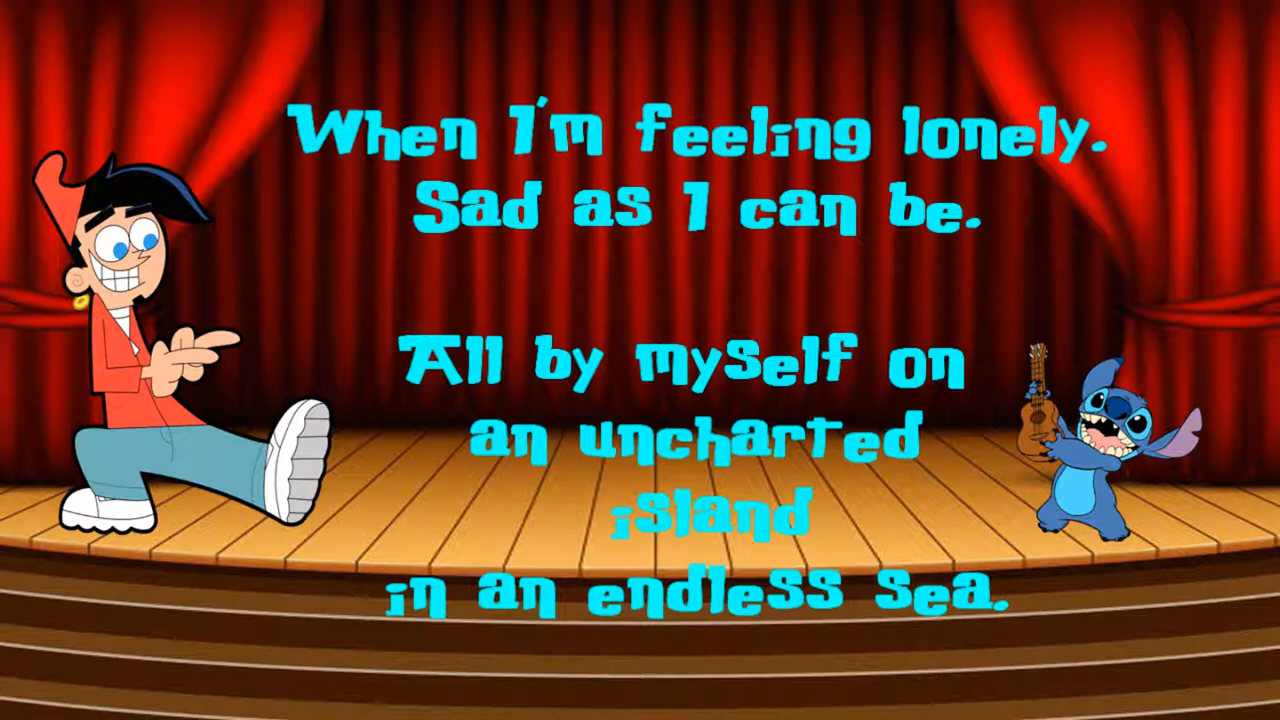 When I'm feeling lonely.
Sad as I can be.
All by myself on
an uncharted
island
in an endless sea.